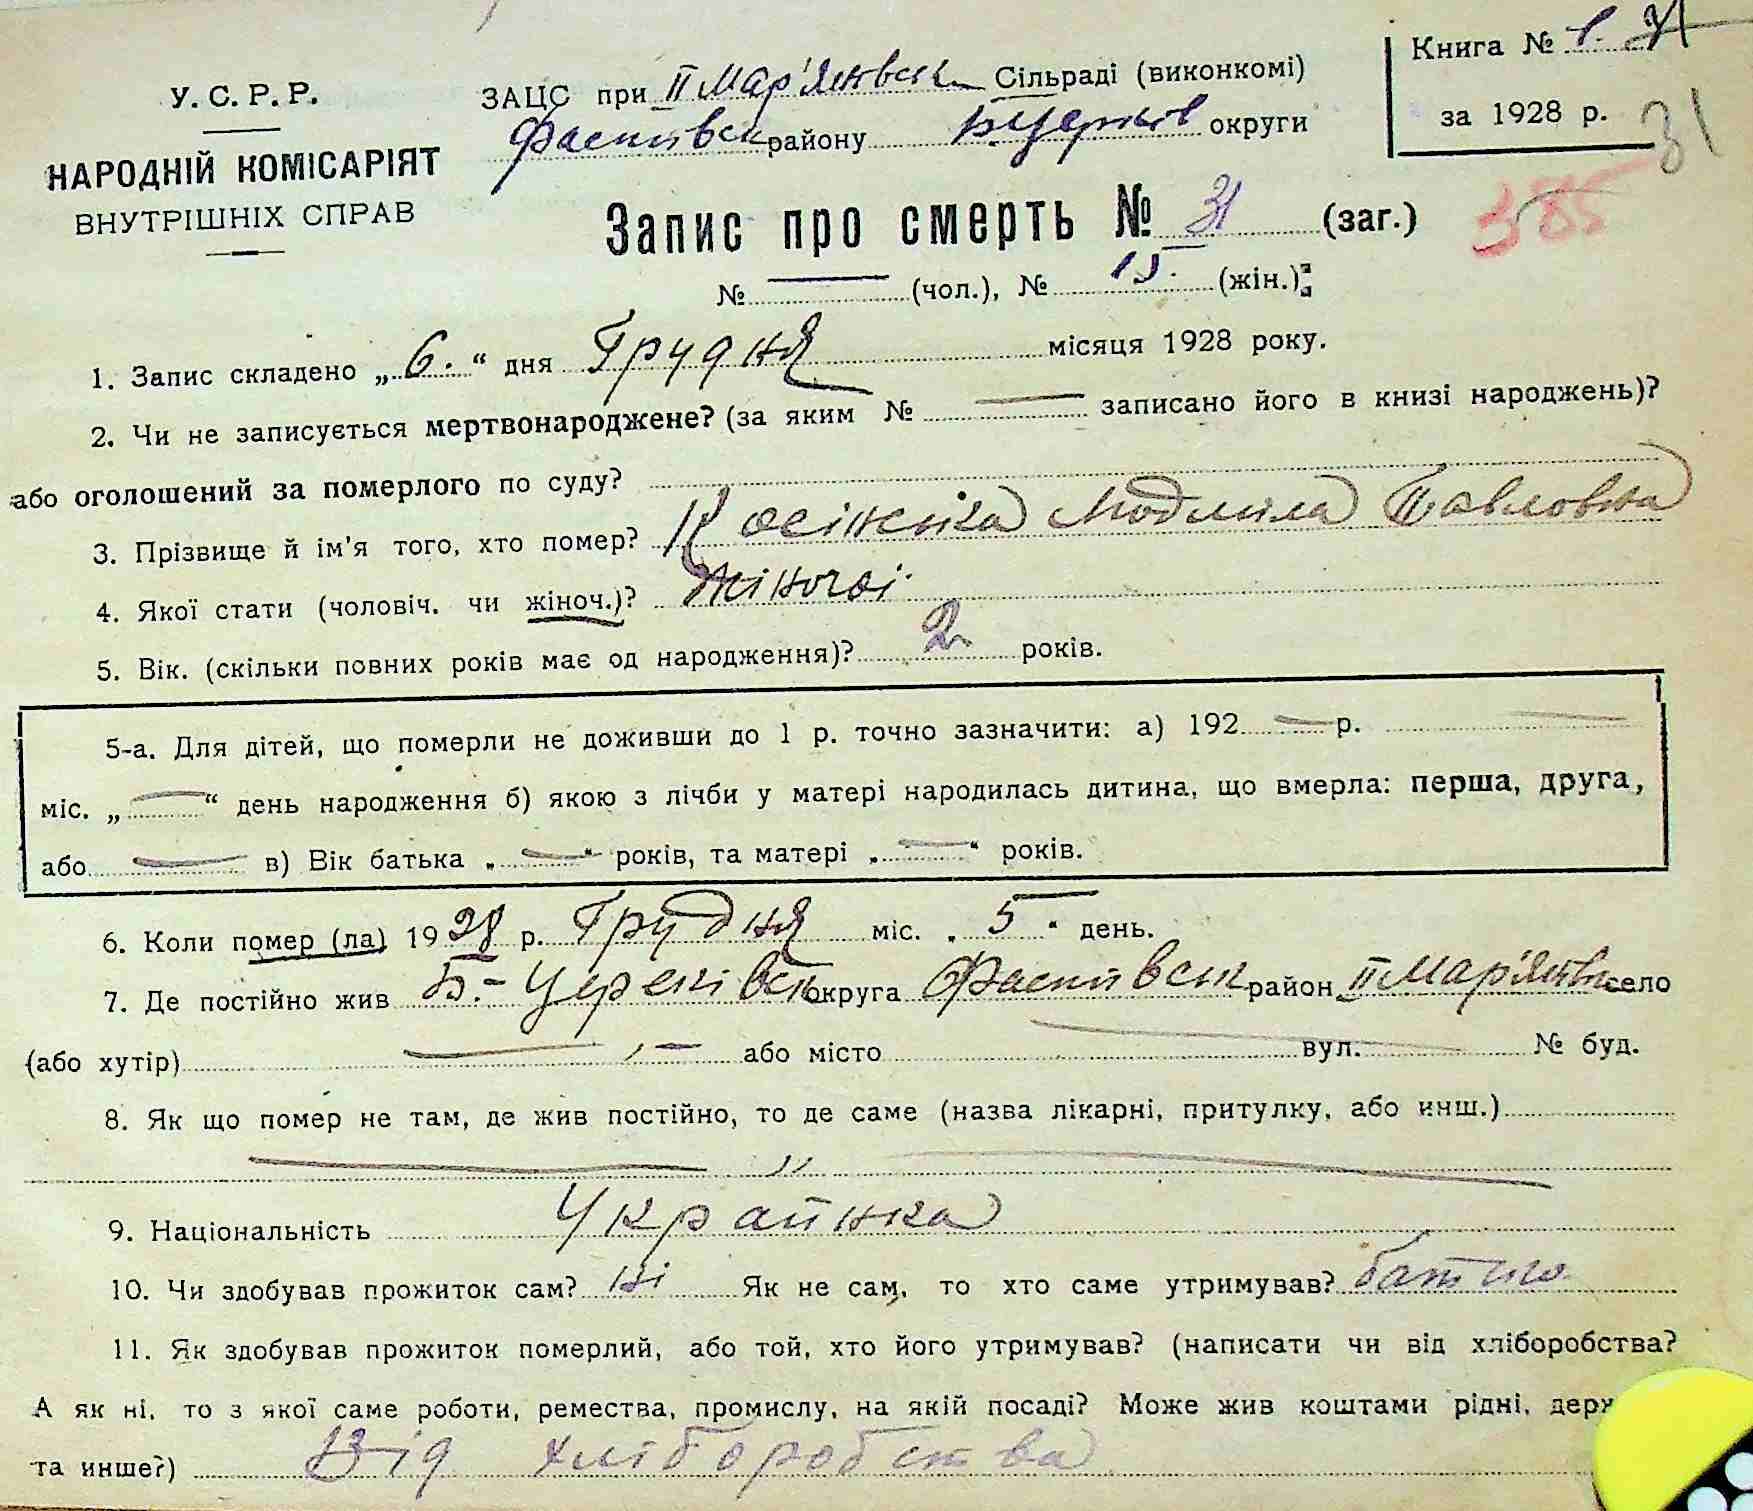 У. С. Р. Р.
НАРОДНІЙ КОМІСАРІЯТ
ВНУТРІШНІХ СПРАВ
ЗАЦС при ІІ Мар'янівськ Сільраді (виконкомі)
Фастівськ району Б Церків округи
Книга № 1
за 1928 р.
31
Запис про смерть № 31 (заг.)
385
№ — (чол.), № 15. (жін.)
1. Запис складено „6.“ дня Грудня місяця 1928 року.
2. Чи не записується мертвонароджене? (за яким № — записано його в книзі народжень)?
або оголошений за померлого по суду?
3. Прізвище й ім'я того, хто помер? Косінська Людмила Павловна
4. Якої стати (чоловіч. чи жіноч.)? Жіночої
5. Вік. (скільки повних років має од народження)? 2 років.
5-а. Для дітей, що померли не доживши до 1 р. точно зазначити: а) 192 — р. —
міс. „—“ день народження б) якою з лічби у матері народилась дитина, що вмерла: перша, друга,
або — в) Вік батька „—“ років, та матері „—“ років.
6. Коли помер (ла) 1928 р. Грудня міс. „5“ день.
7. Де постійно жив Б.-Церківськ округа Фастівськ район ІІ Мар'янівк село
(або хутір) — або місто — вул. — № буд.
8. Як що помер не там, де жив постійно, то де саме (назва лікарні, притулку, або инш.)
— „ —
9. Національність Українка
10. Чи здобував прожиток сам? ні Як не сам, то хто саме утримував? батько
11. Як здобував прожиток померлий, або той, хто його утримував? (написати чи від хліборобства?
А як ні, то з якої саме роботи, ремества, промислу, на якій посаді? Може жив коштами рідні, держ
та инше?) Від хліборобства